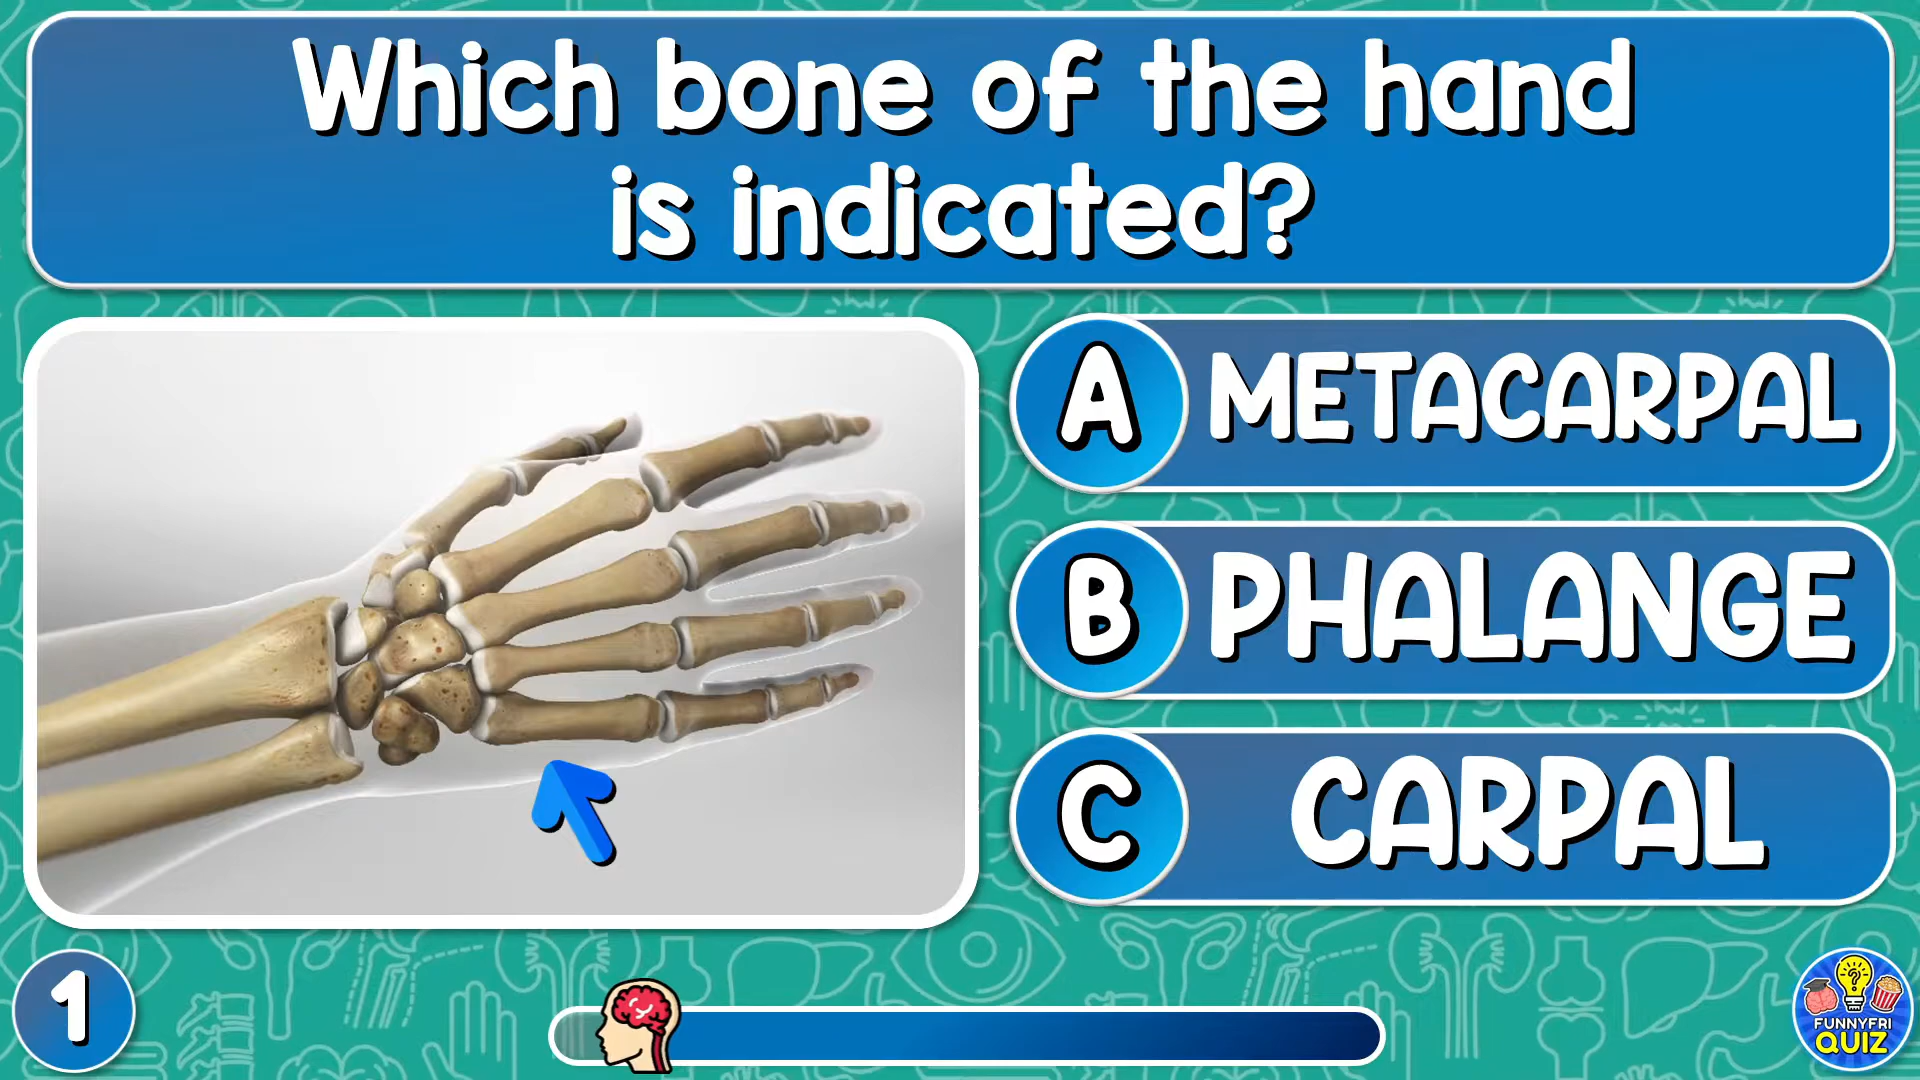 Which bone of the hand
is indicated?
A METACARPAL
B PHALANGE
C CARPAL
1
?
FUNNYFRI
QUIZ